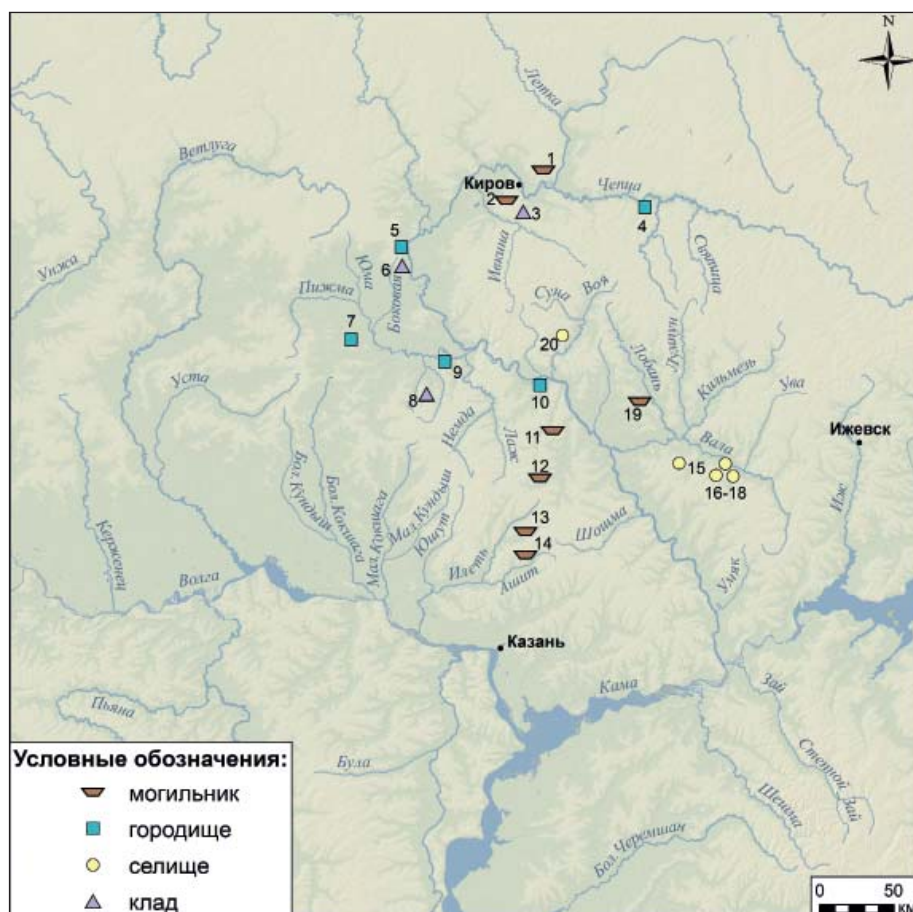 N
Летка
Ветлуга
1
Киров
Чепца
2
3
4
5
Унжа
Юма
6
Ивкина
Святица
Пижма
Боковая
Суна
Воя
7
20
Лобань
Лумпун
Кильмезь
9
Уста
8
10
19
Ува
Немда
11
Ижевск
Лаж
Вала
15
12
16-18
Бол.Кундыш
Бол.Кокшага
Мал.Кокшага
Мал.Кундыш
Юшут
Иж
13
14
Шошма
Керженец
Илеть
Ашит
Умяк
Волга
Казань
Кама
Зай
Пьяна
Степной Зай
Була
Шешма
Бол.Черемшан
Условные обозначения:
могильник
городище
селище
клад
0 50
км